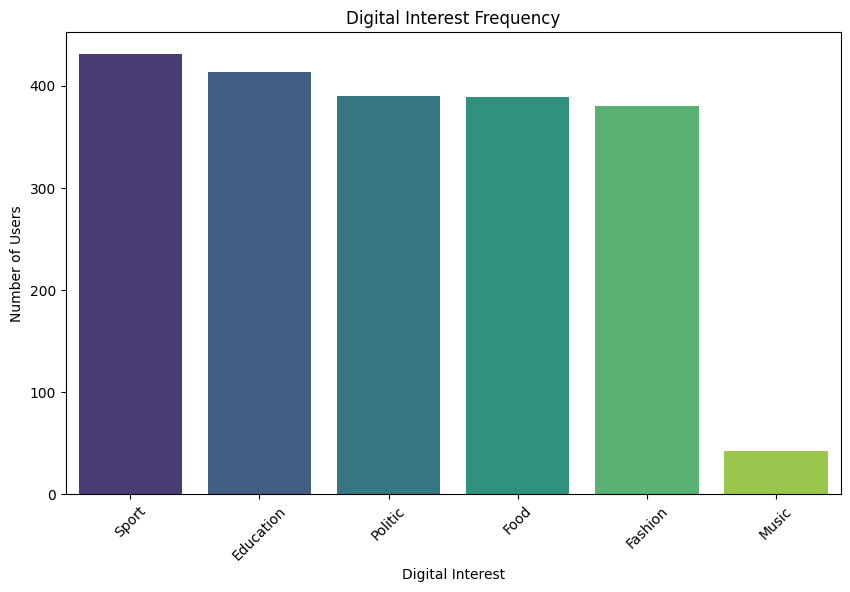 Digital Interest Frequency
Number of Users
400
300
200
100
0
Sport
Education
Politic
Food
Fashion
Music
Digital Interest